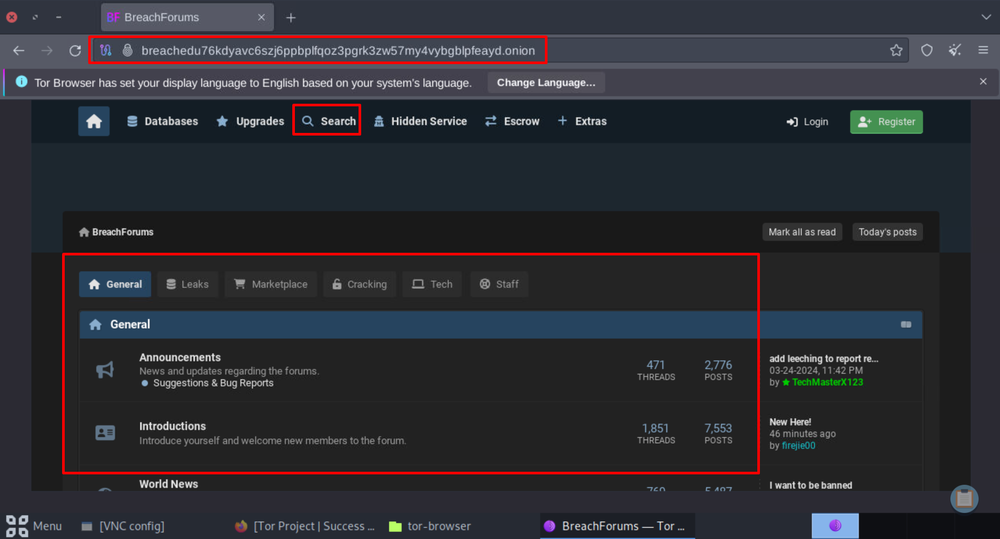 BF BreachForums
breachedu76kdyavc6szj6ppbplfqoz3pgrk3zw57my4vybgblpfeayd.onion
Tor Browser has set your display language to English based on your system's language. Change Language...
Databases Upgrades Search Hidden Service Escrow Extras Login Register
BreachForums Mark all as read Today's posts
General Leaks Marketplace Cracking Tech Staff
General
Announcements
News and updates regarding the forums.
Suggestions & Bug Reports
471
THREADS
2,776
POSTS
add leeching to report re...
03-24-2024, 11:42 PM
by TechMasterX123
Introductions
Introduce yourself and welcome new members to the forum.
1,851
THREADS
7,553
POSTS
New Here!
46 minutes ago
by firejie00
World News
769
5,487
I want to be banned
Menu [VNC config] [Tor Project | Success ... tor-browser BreachForums — Tor ...